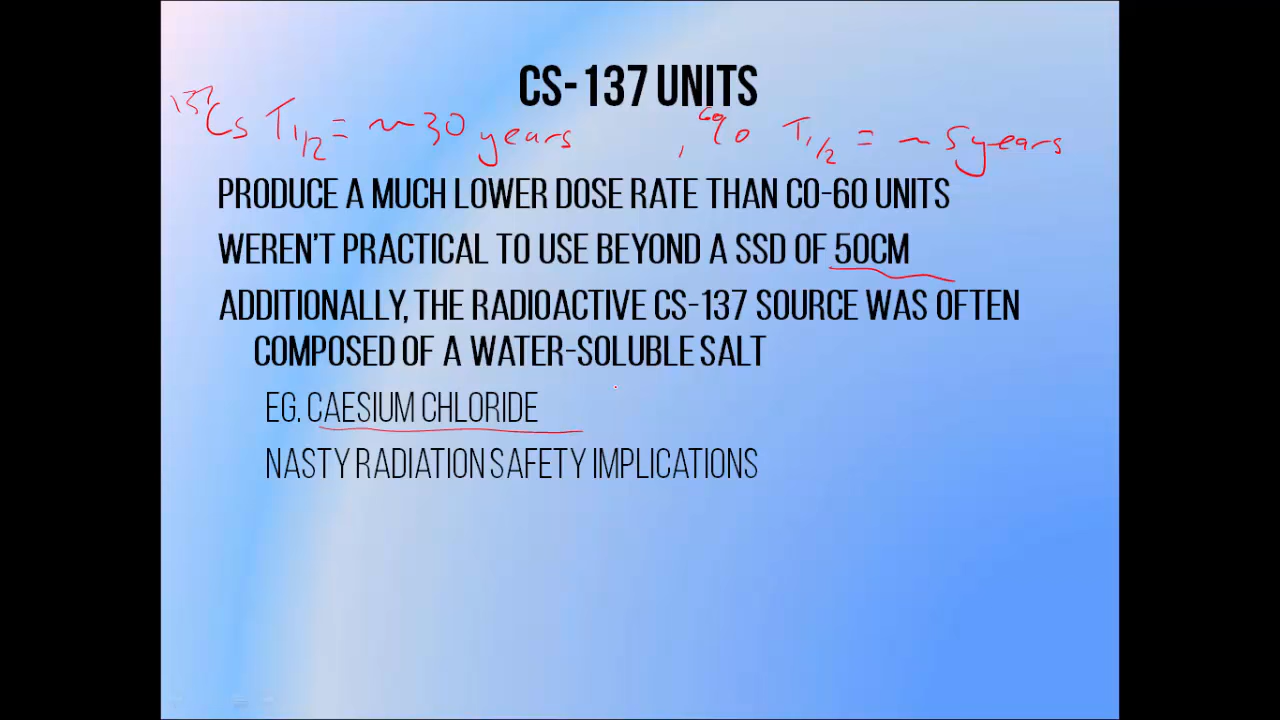 CS-137 UNITS
137Cs T1/2 = ~30 years, 60Co T1/2 = ~5years
PRODUCE A MUCH LOWER DOSE RATE THAN CO-60 UNITS
WEREN'T PRACTICAL TO USE BEYOND A SSD OF 50CM
ADDITIONALLY, THE RADIOACTIVE CS-137 SOURCE WAS OFTEN
COMPOSED OF A WATER-SOLUBLE SALT
EG. CAESIUM CHLORIDE
NASTY RADIATION SAFETY IMPLICATIONS